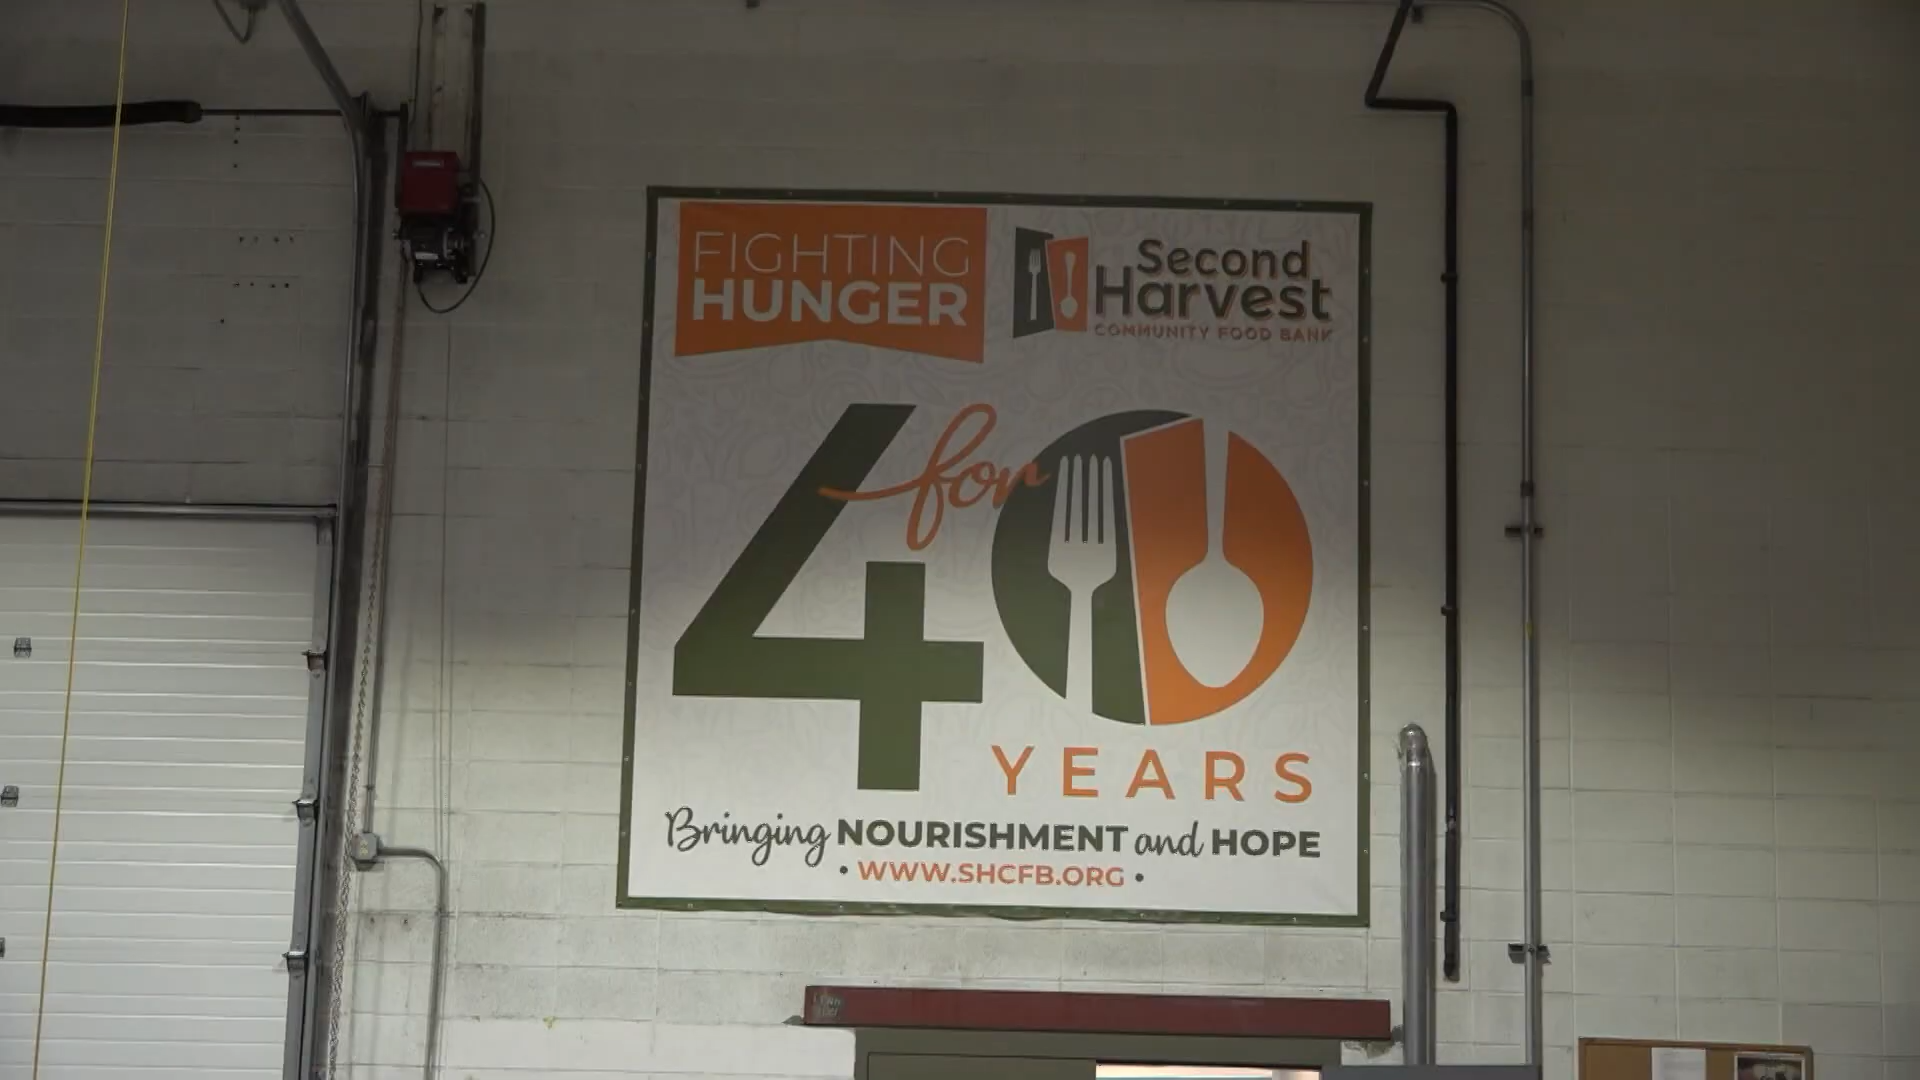 FIGHTING
HUNGER
Second
Harvest
COMMUNITY FOOD BANK
for
40
YEARS
Bringing NOURISHMENT and HOPE
• WWW.SHCFB.ORG •